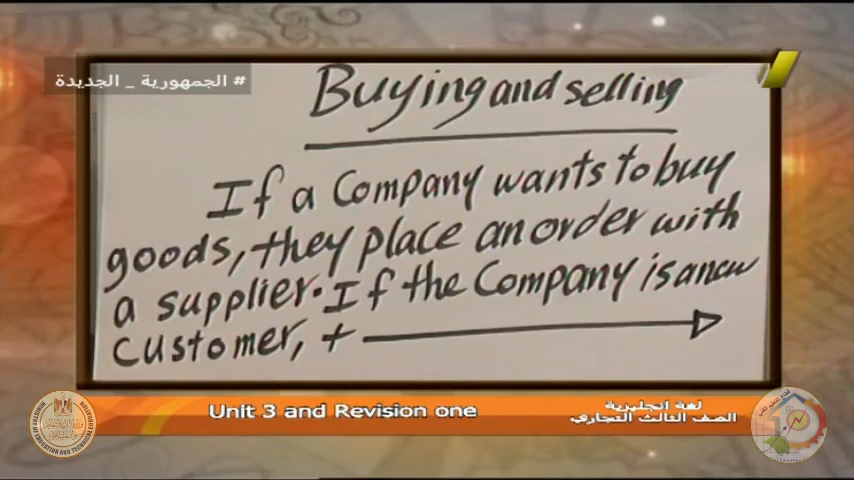 # الجمهورية _ الجديدة
Buying and selling
If a Company wants to buy
goods, they place an order with
a supplier. If the Company is a new
customer, +
Unit 3 and Revision one
لغة انجليزية
الصف الثالث التجاري